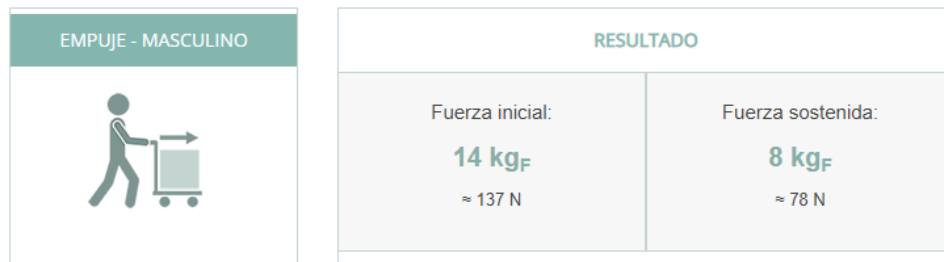 EMPUJE - MASCULINO
RESULTADO
Fuerza inicial:
14 kgF
≈ 137 N
Fuerza sostenida:
8 kgF
≈ 78 N